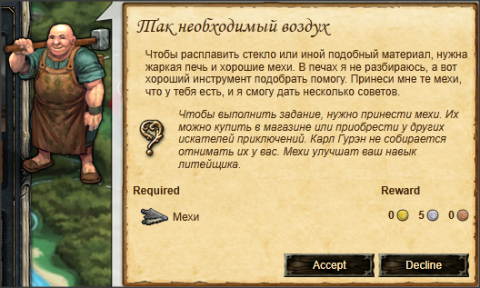 Так необходимый воздух
Чтобы расплавить стекло или иной подобный материал, нужна
жаркая печь и хорошие мехи. В печах я не разбираюсь, а вот
хороший инструмент подобрать помогу. Принеси мне те мехи,
что у тебя есть, и я смогу дать несколько советов.
Чтобы выполнить задание, нужно принести мехи. Их
можно купить в магазине или приобрести у других
искателей приключений. Карл Гурэн не собирается
отнимать их у вас. Мехи улучшат ваш навык
литейщика.
Required Reward
Мехи 0 5 0
Accept Decline